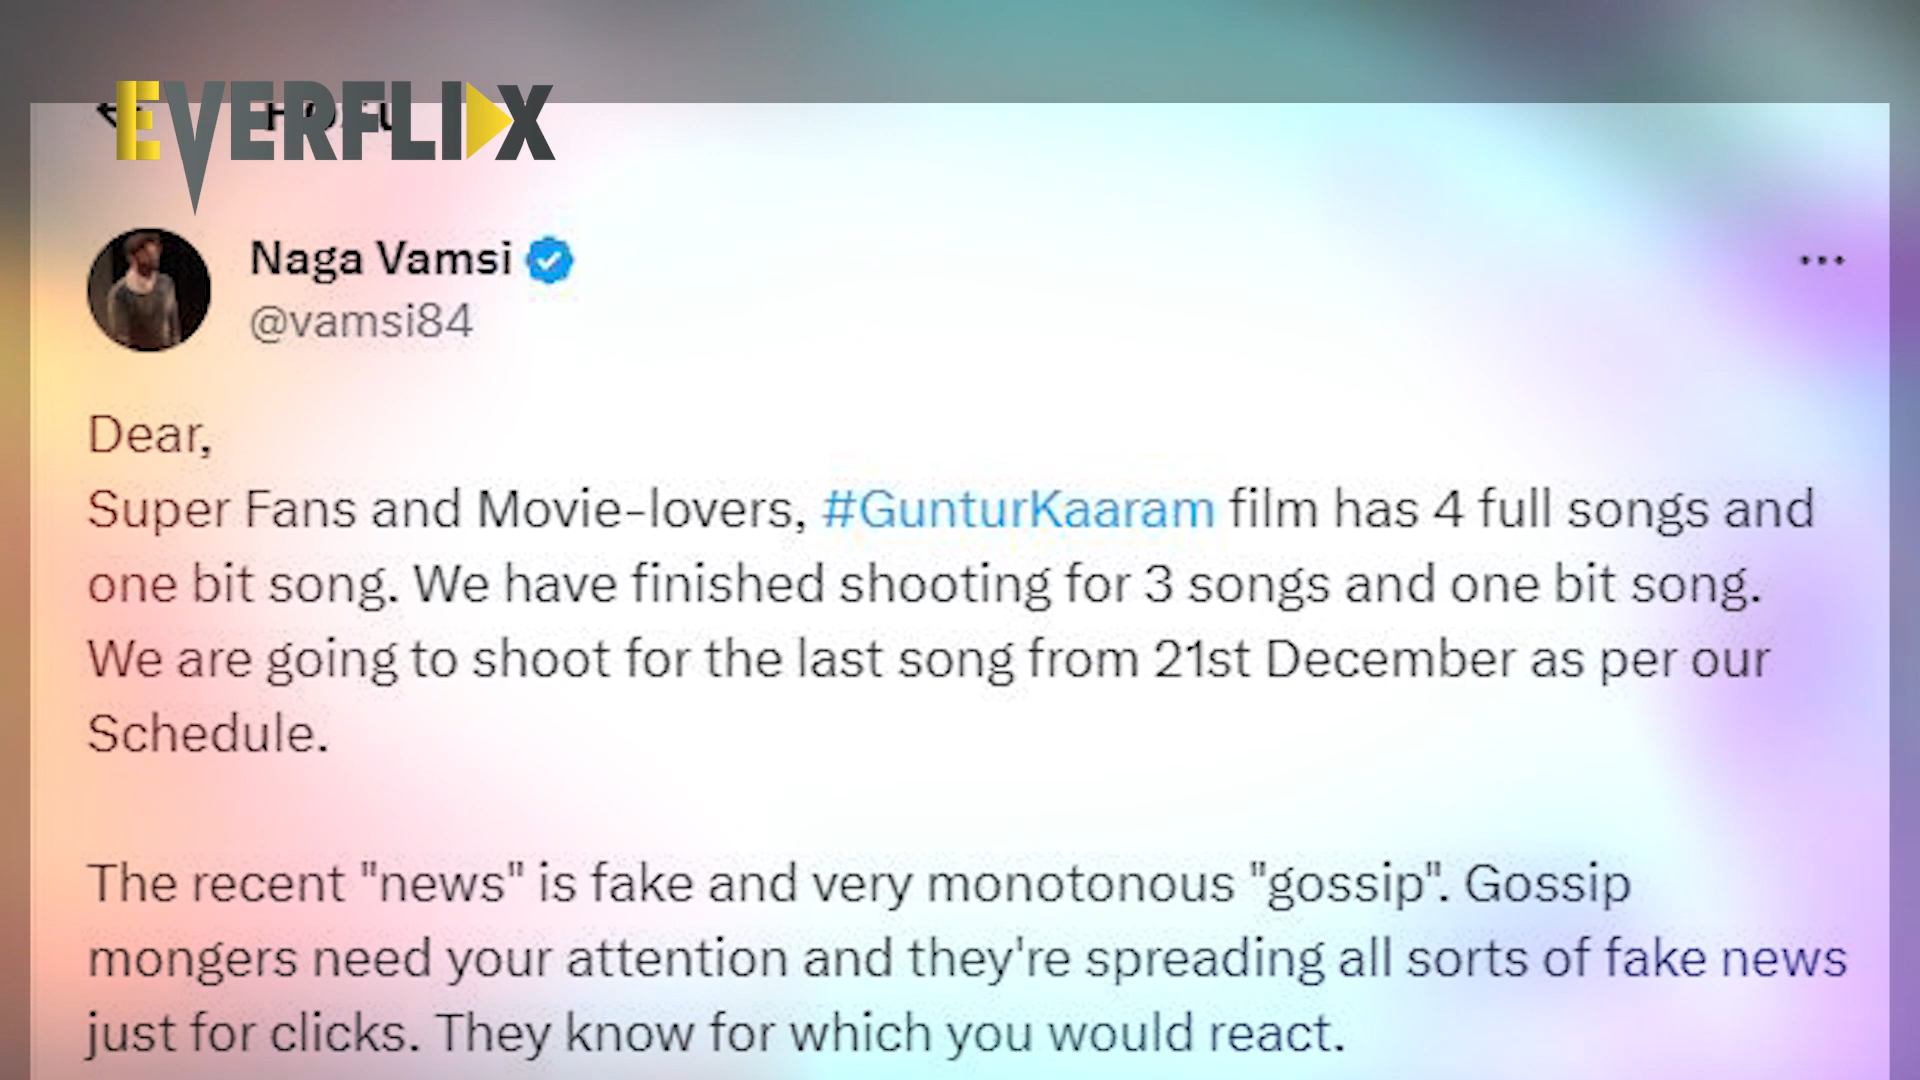 EVERFLIX
Naga Vamsi
@vamsi84
Dear,
Super Fans and Movie-lovers, #GunturKaaram film has 4 full songs and
one bit song. We have finished shooting for 3 songs and one bit song.
We are going to shoot for the last song from 21st December as per our
Schedule.
The recent "news" is fake and very monotonous "gossip". Gossip
mongers need your attention and they're spreading all sorts of fake news
just for clicks. They know for which you would react.